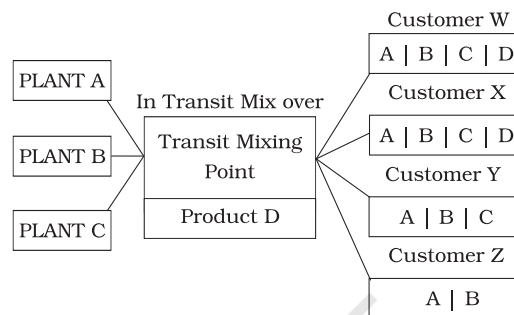 PLANT A
PLANT B
PLANT C
In Transit Mix over
Transit Mixing
Point
Product D
Customer W
A | B | C | D
Customer X
A | B | C | D
Customer Y
A | B | C
Customer Z
A | B